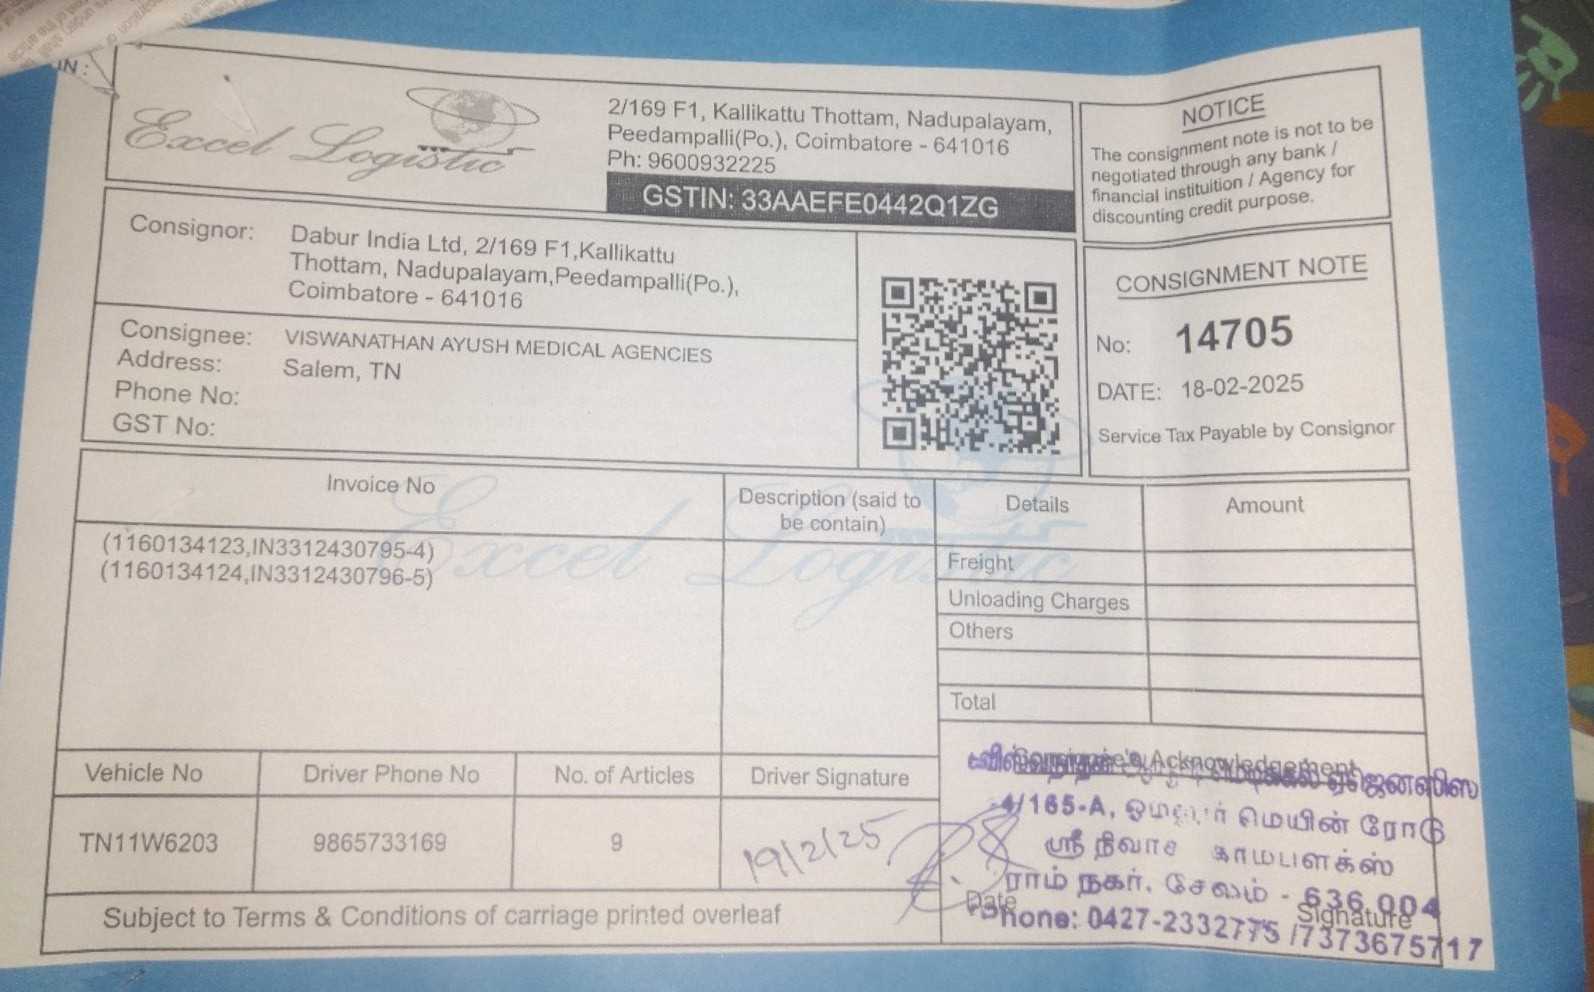 IN :
Excel Logistic
2/169 F1, Kallikattu Thottam, Nadupalayam,
Peedampalli(Po.), Coimbatore - 641016
Ph: 9600932225
GSTIN: 33AAEFE0442Q1ZG
NOTICE
The consignment note is not to be
negotiated through any bank /
financial instituition / Agency for
discounting credit purpose.
Consignor: Dabur India Ltd, 2/169 F1,Kallikattu
Thottam, Nadupalayam,Peedampalli(Po.),
Coimbatore - 641016
Consignee: VISWANATHAN AYUSH MEDICAL AGENCIES
Address: Salem, TN
Phone No:
GST No:
CONSIGNMENT NOTE
No: 14705
DATE: 18-02-2025
Service Tax Payable by Consignor
Invoice No
Description (said to
be contain)
Details Amount
(1160134123,IN3312430795-4)
(1160134124,IN3312430796-5)
Excel Logistic
Freight
Unloading Charges
Others
Total
Vehicle No Driver Phone No No. of Articles Driver Signature
TN11W6203 9865733169 9 19/2/25
Subject to Terms & Conditions of carriage printed overleaf
Consignee's Acknowledgement
ஏஜென்ஸிஸ்
4/165-A, ஓமலூர் மெயின் ரோடு
ஸ்ரீ நிவாச காம்பளக்ஸ்
ராம் நகர், சேலம் - 636 004
Phone: 0427-2332775 /7373675717
Date Signature